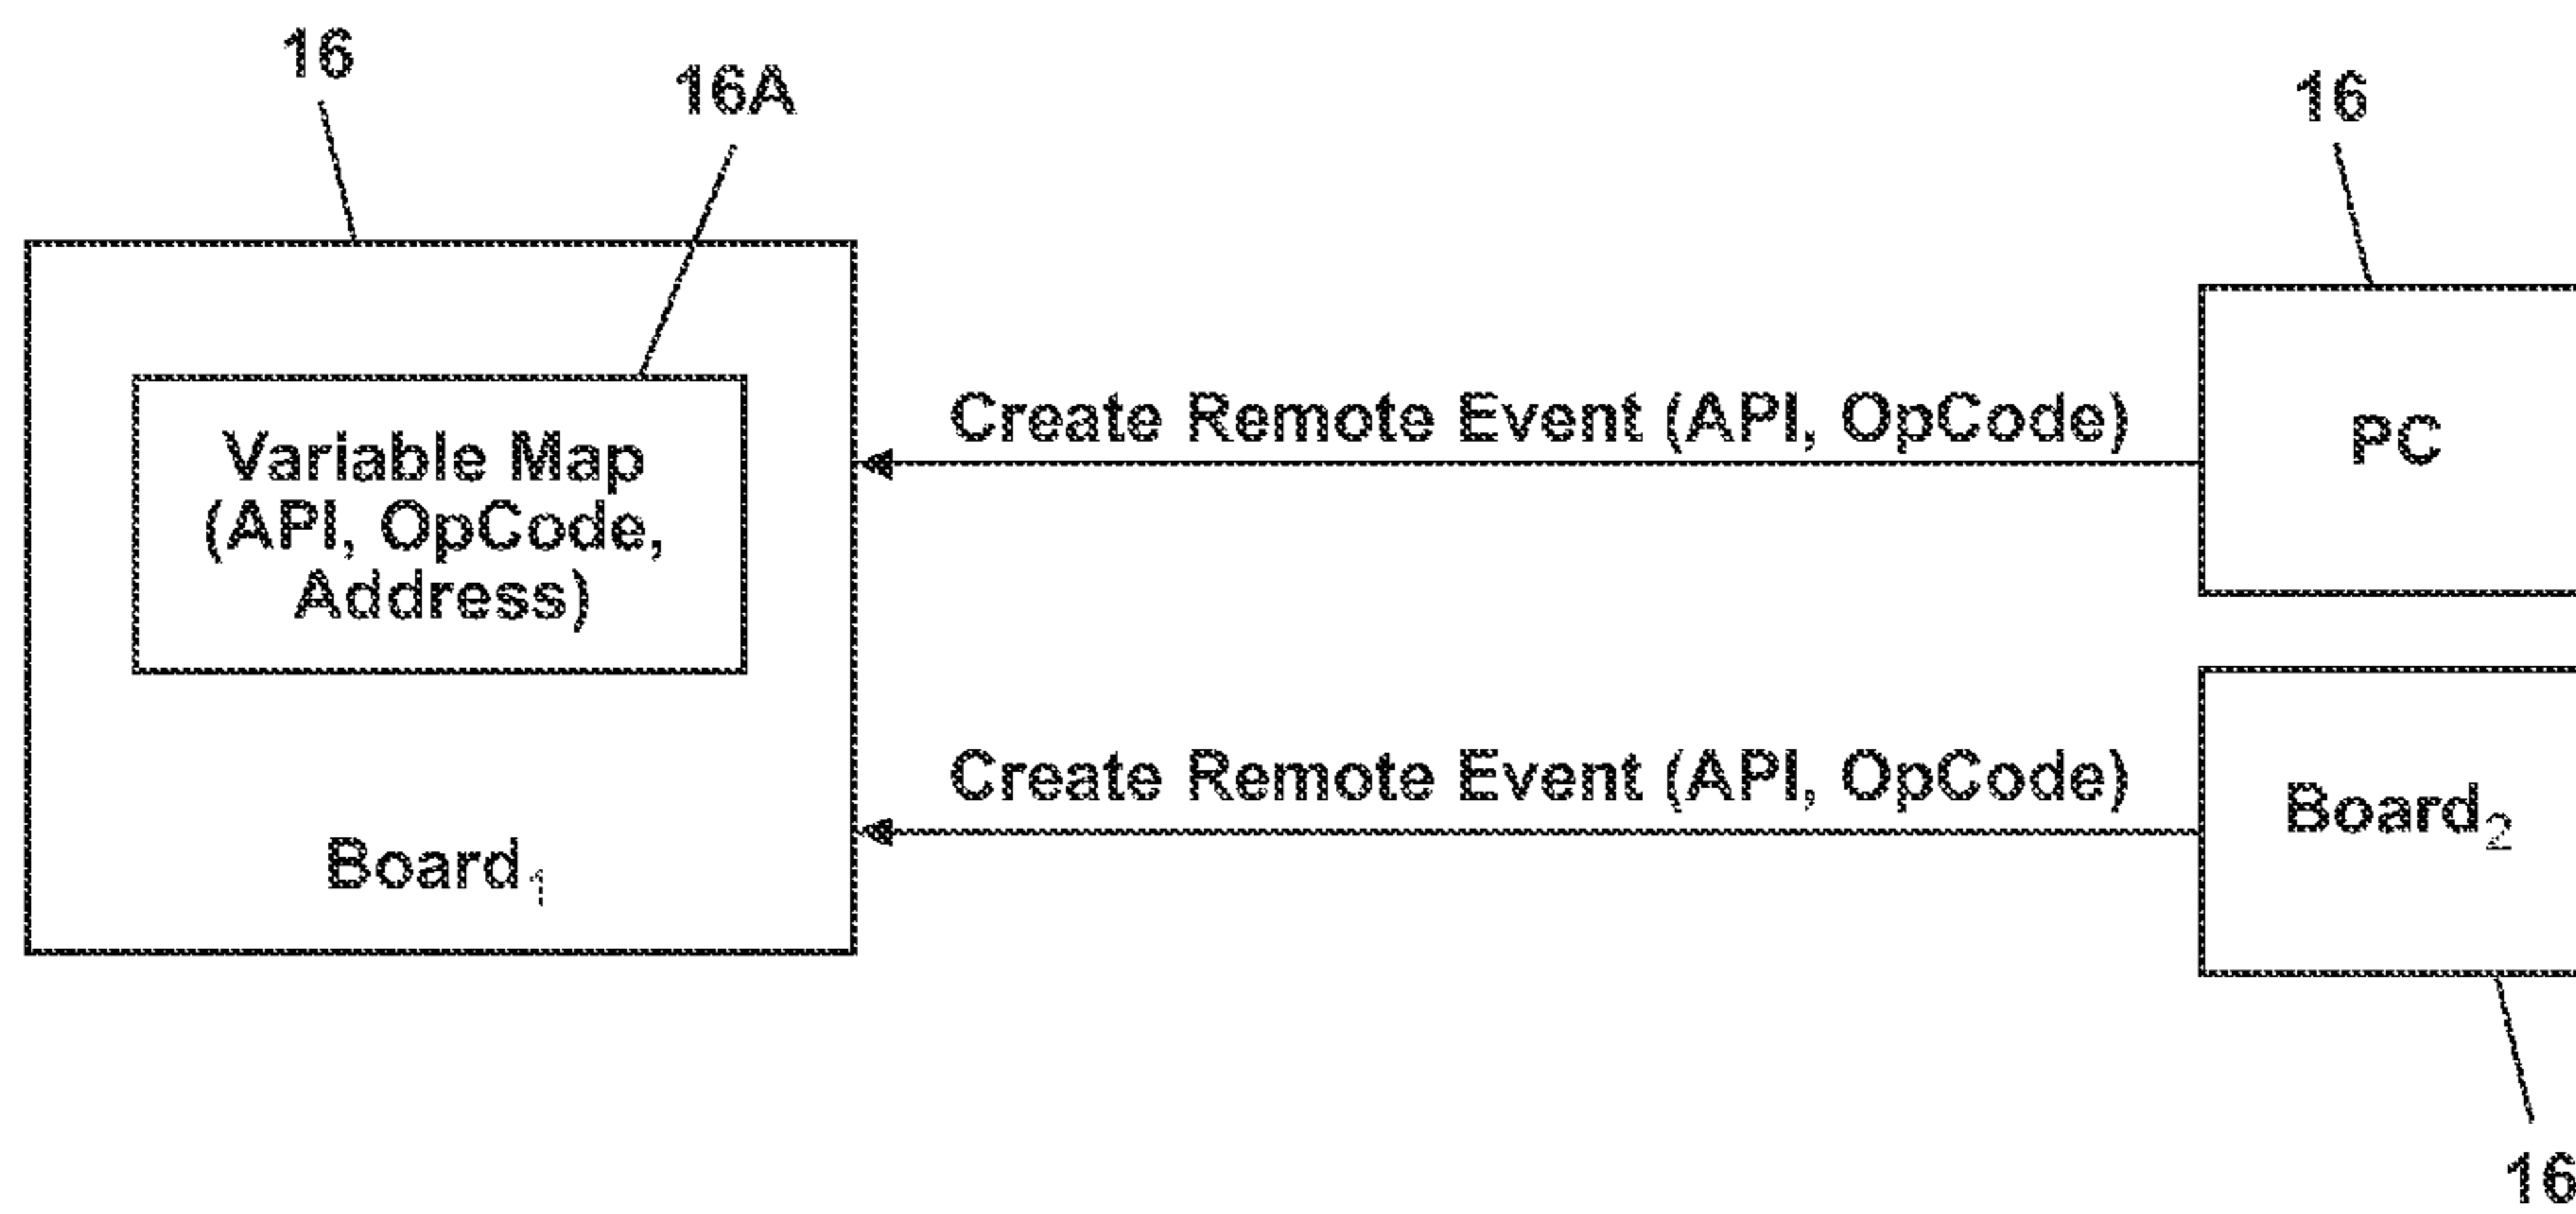 16
16A
16
Variable Map
(API, OpCode,
Address)
Create Remote Event (API, OpCode)
PC
Create Remote Event (API, OpCode)
Board1
Board2
16